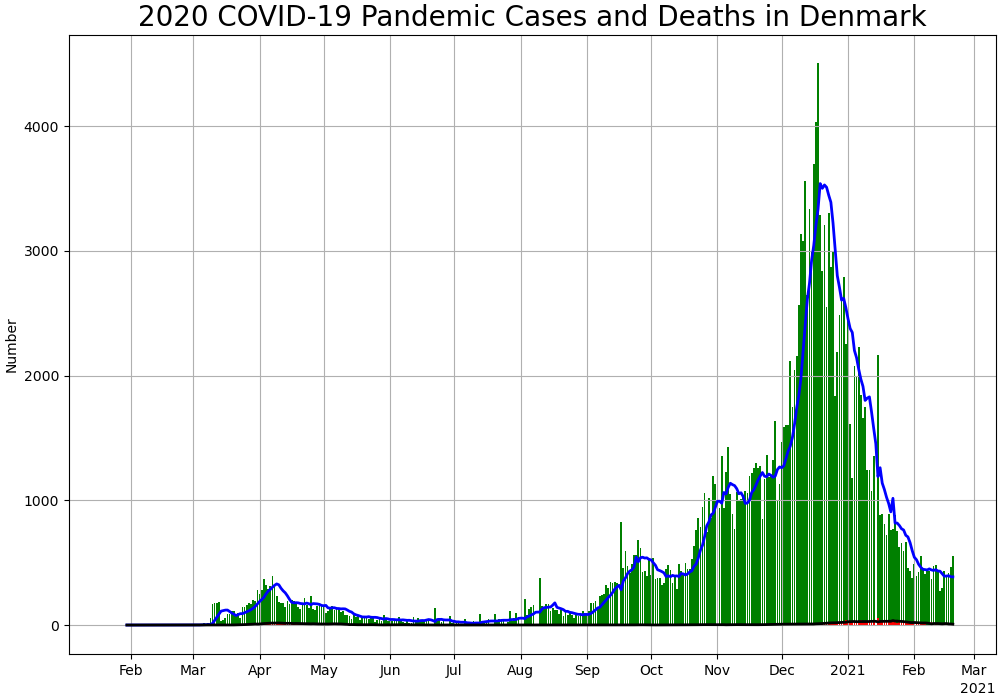 2020 COVID-19 Pandemic Cases and Deaths in Denmark
Number
4000
3000
2000
1000
0
Feb Mar Apr May Jun Jul Aug Sep Oct Nov Dec 2021 Feb Mar
2021